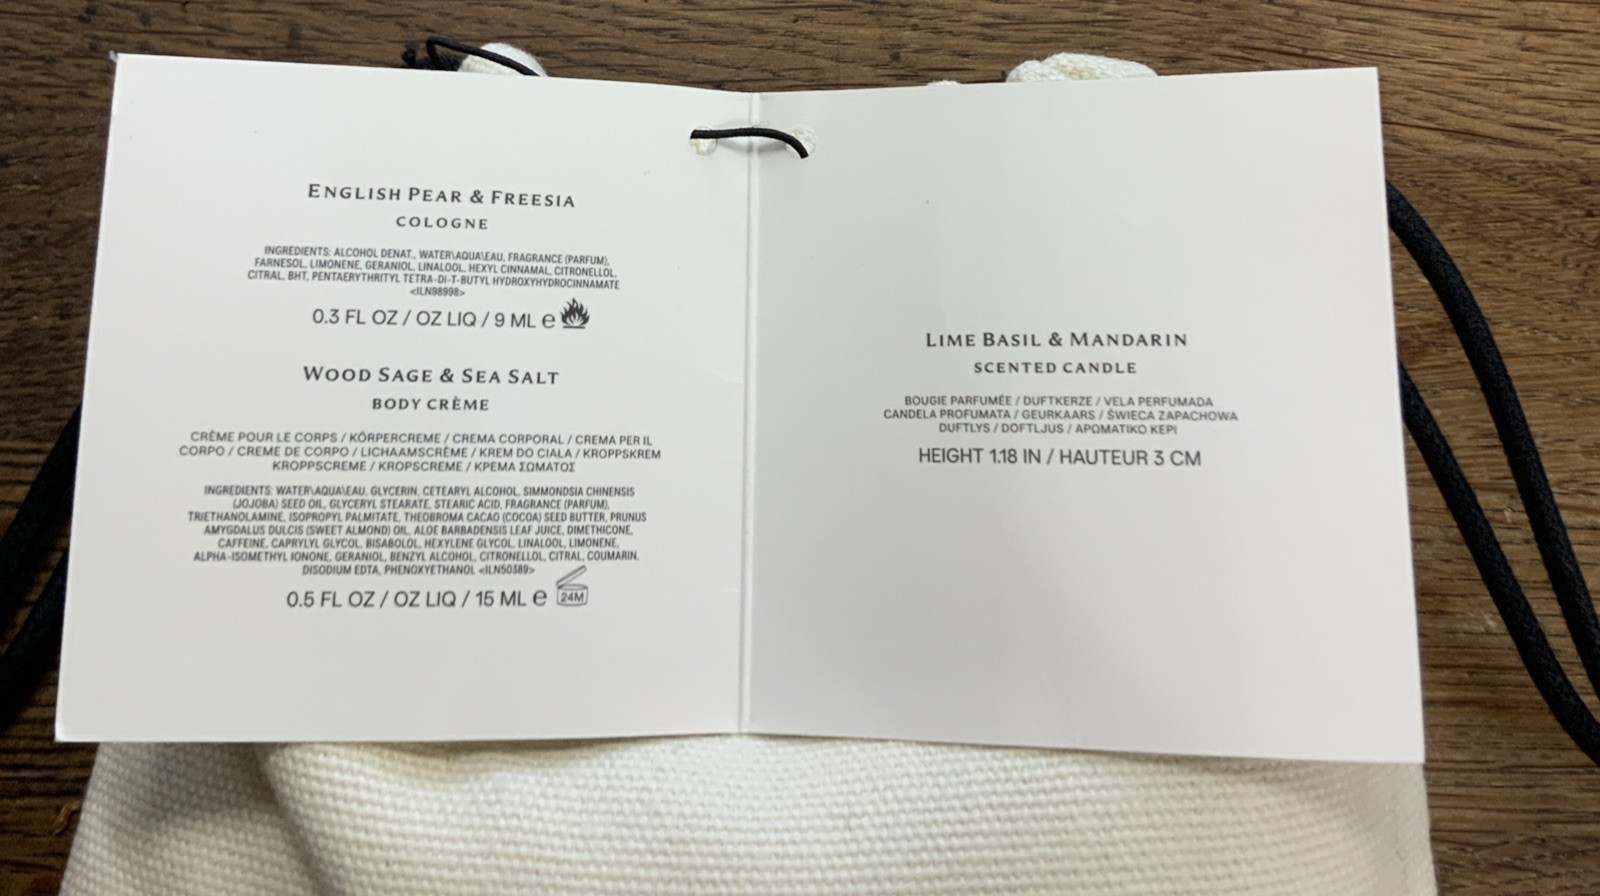 ENGLISH PEAR & FREESIA
COLOGNE
INGREDIENTS: ALCOHOL DENAT., WATER\AQUA\EAU, FRAGRANCE (PARFUM),
FARNESOL, LIMONENE, GERANIOL, LINALOOL, HEXYL CINNAMAL, CITRONELLOL,
CITRAL, BHT, PENTAERYTHRITYL TETRA-DI-T-BUTYL HYDROXYHYDROCINNAMATE
<ILN98998>
0.3 FL OZ / OZ LIQ / 9 ML ℮
WOOD SAGE & SEA SALT
BODY CRÈME
CRÈME POUR LE CORPS / KÖRPERCREME / CREMA CORPORAL / CREMA PER IL
CORPO / CREME DE CORPO / LICHAAMSCRÈME / KREM DO CIAŁA / KROPPSKREM
KROPPSCREME / KROPSCREME / ΚΡΕΜΑ ΣΩΜΑΤΟΣ
INGREDIENTS: WATER\AQUA\EAU, GLYCERIN, CETEARYL ALCOHOL, SIMMONDSIA CHINENSIS
(JOJOBA) SEED OIL, GLYCERYL STEARATE, STEARIC ACID, FRAGRANCE (PARFUM),
TRIETHANOLAMINE, ISOPROPYL PALMITATE, THEOBROMA CACAO (COCOA) SEED BUTTER, PRUNUS
AMYGDALUS DULCIS (SWEET ALMOND) OIL, ALOE BARBADENSIS LEAF JUICE, DIMETHICONE,
CAFFEINE, CAPRYLYL GLYCOL, BISABOLOL, HEXYLENE GLYCOL, LINALOOL, LIMONENE,
ALPHA-ISOMETHYL IONONE, GERANIOL, BENZYL ALCOHOL, CITRONELLOL, CITRAL, COUMARIN,
DISODIUM EDTA, PHENOXYETHANOL <ILN50389>
0.5 FL OZ / OZ LIQ / 15 ML ℮ 24M
LIME BASIL & MANDARIN
SCENTED CANDLE
BOUGIE PARFUMÉE / DUFTKERZE / VELA PERFUMADA
CANDELA PROFUMATA / GEURKAARS / ŚWIECA ZAPACHOWA
DUFTLYS / DOFTLJUS / ΑΡΩΜΑΤΙΚΟ ΚΕΡΙ
HEIGHT 1.18 IN / HAUTEUR 3 CM